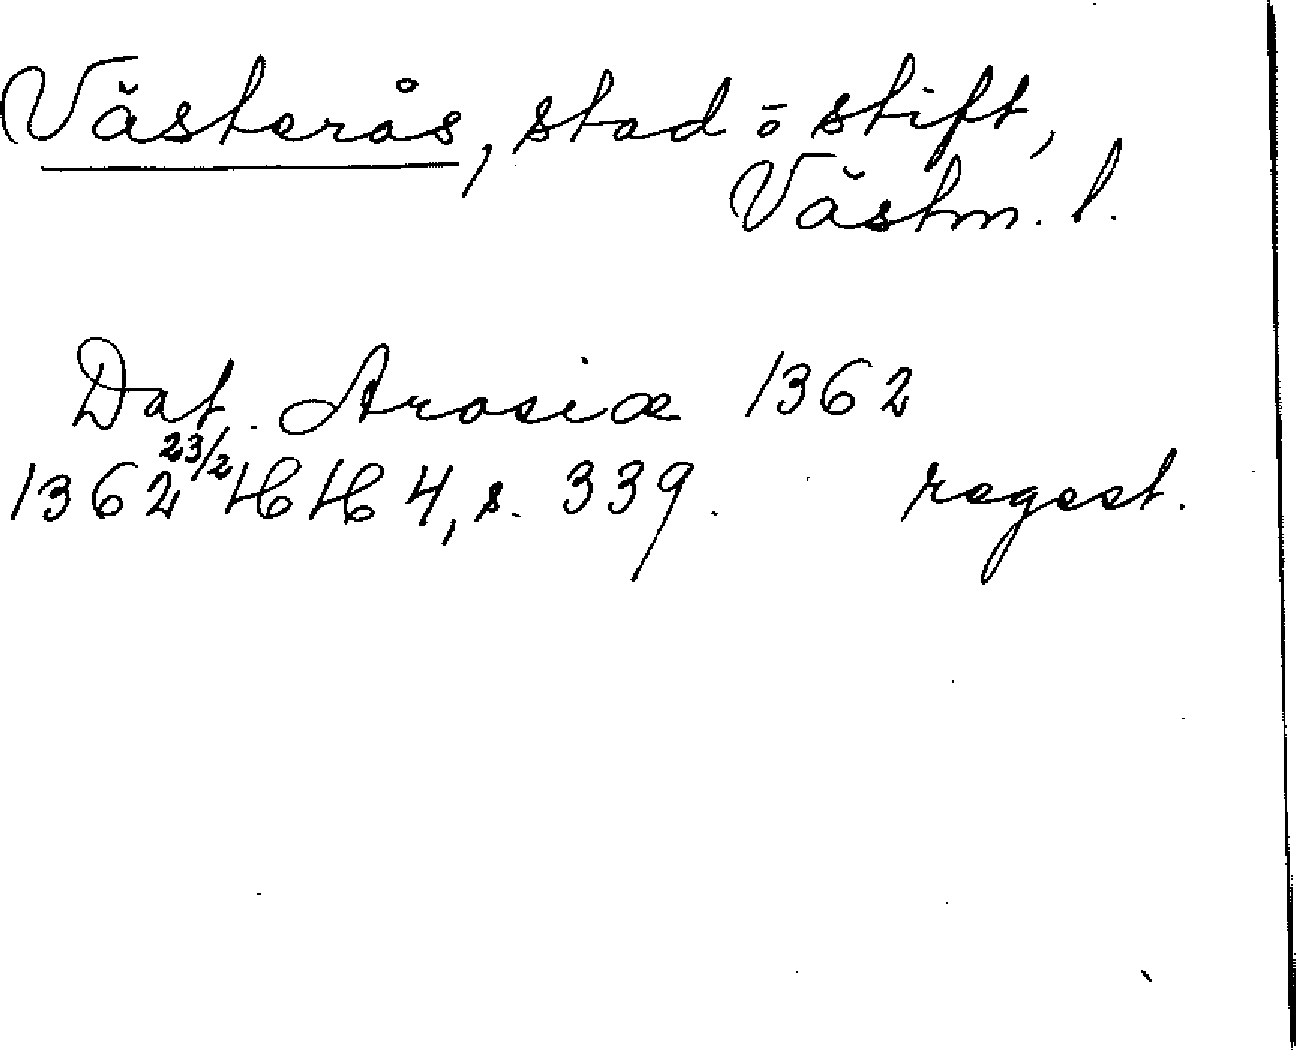 Västerås, stad o stift,
Västm. l.
Dat. Arosiæ 1362
1362 23/2 HH 4, s. 339. regest.